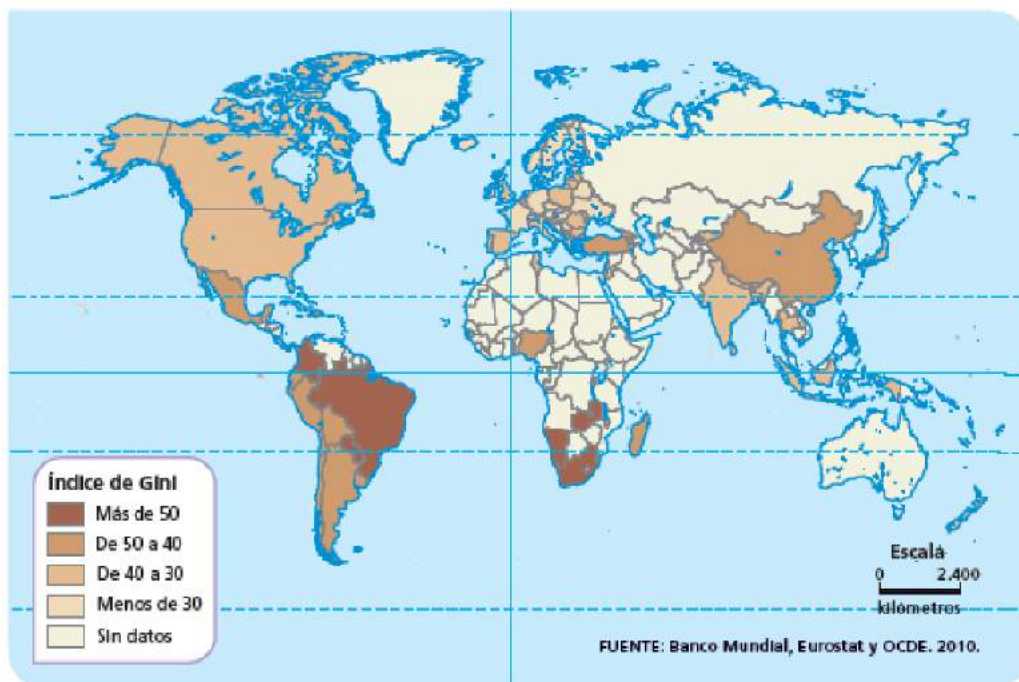 Índice de Gini
Más de 50
De 50 a 40
De 40 a 30
Menos de 30
Sin datos
Escala
0 2.400
kilómetros
FUENTE: Banco Mundial, Eurostat y OCDE. 2010.